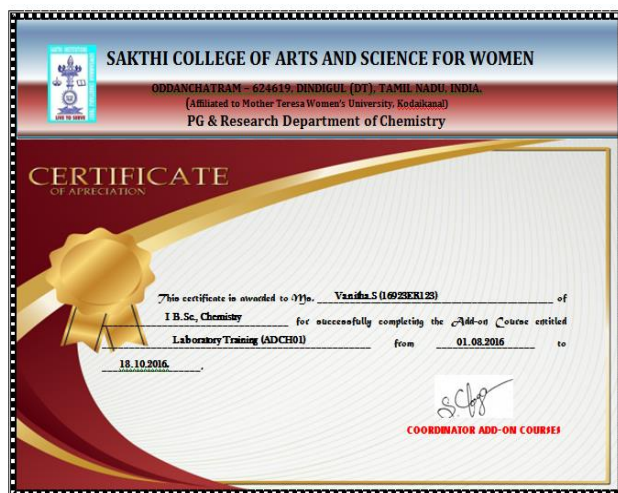 SAKTHI COLLEGE OF ARTS AND SCIENCE FOR WOMEN
ODDANCHATRAM – 624619, DINDIGUL (DT), TAMIL NADU, INDIA.
(Affiliated to Mother Teresa Women's University, Kodaikanal)
PG & Research Department of Chemistry
LIVE TO SERVE
CERTIFICATE
OF APRECIATION
This certificate is awarded to Ms. Vanitha.S (16923ER123) of
I B.Sc., Chemistry for successfully completing the Add-on Course entitled
Laboratory Training (ADCH01) from 01.08.2016 to
18.10.2016.
COORDINATOR ADD-ON COURSES